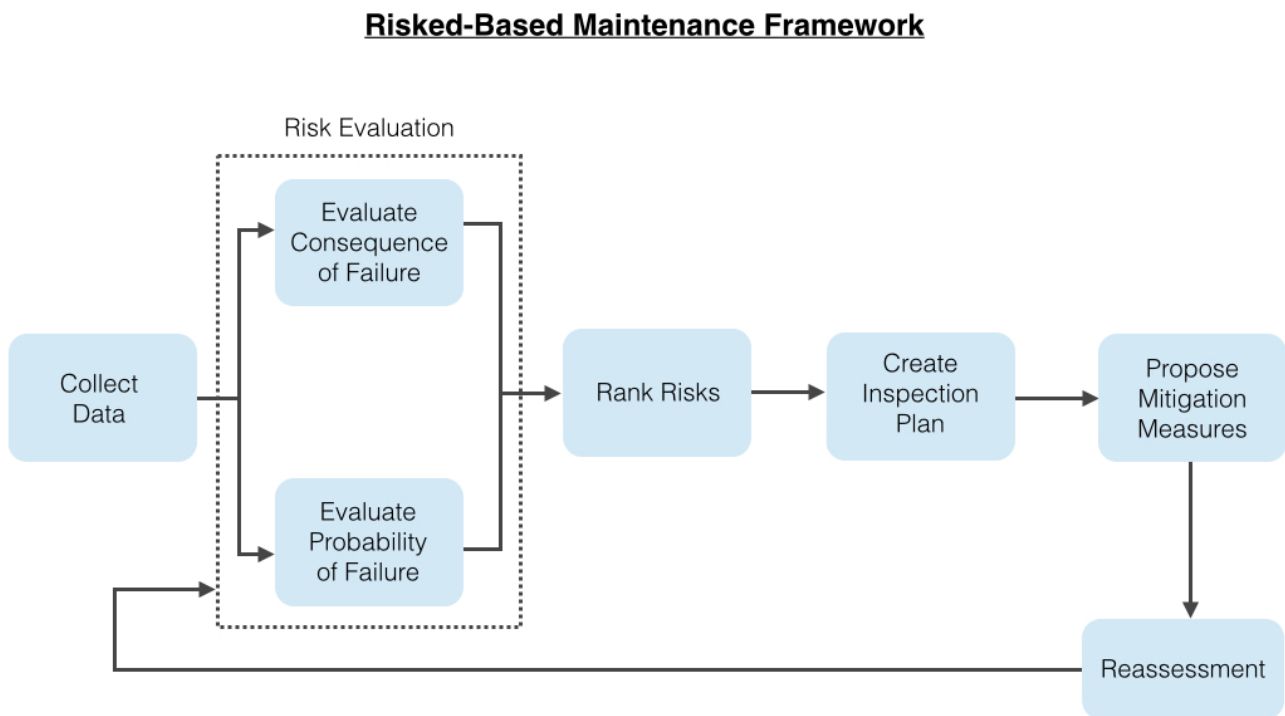 Risked-Based Maintenance Framework
Risk Evaluation
Evaluate
Consequence
of Failure
Collect
Data
Evaluate
Probability
of Failure
Rank Risks
Create
Inspection
Plan
Propose
Mitigation
Measures
Reassessment